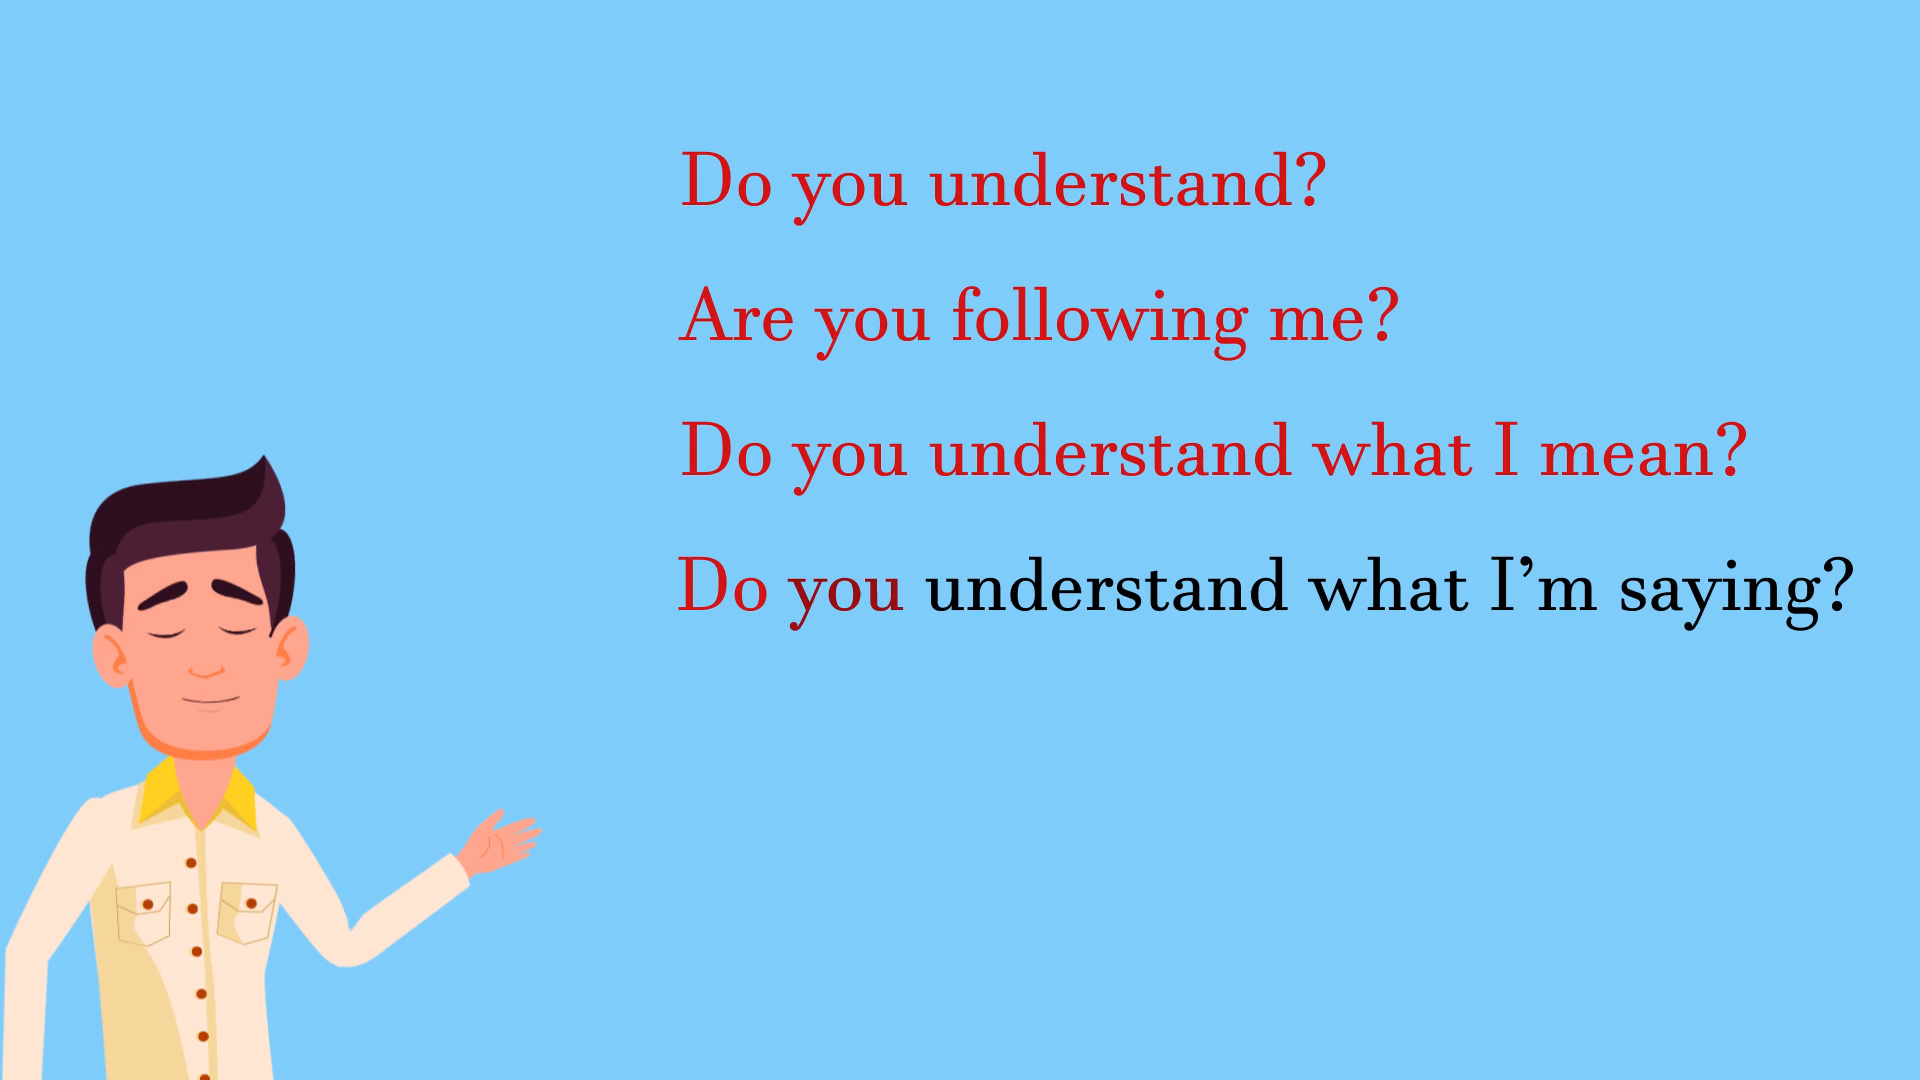 Do you understand?
Are you following me?
Do you understand what I mean?
Do you understand what I’m saying?